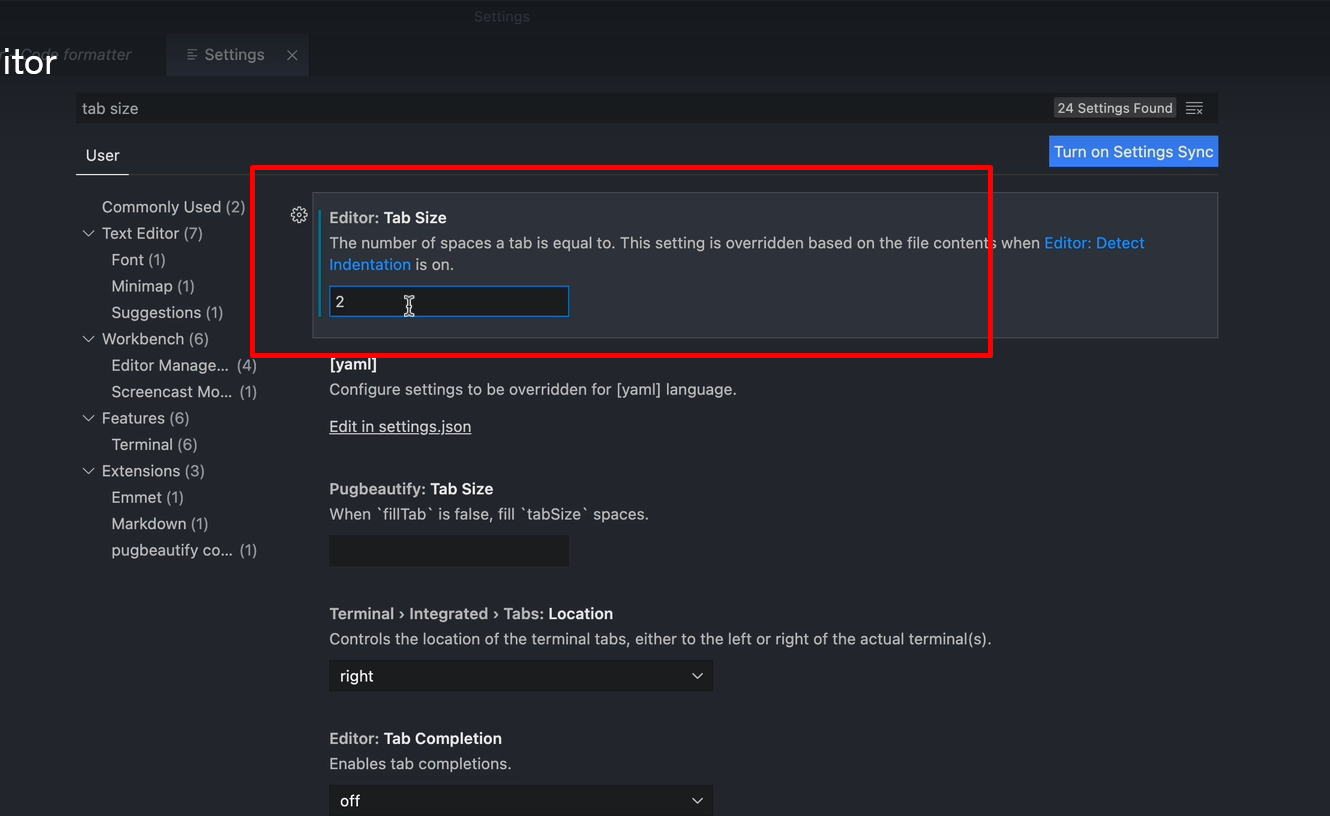 Settings
Code formatter
itor
Settings
tab size
24 Settings Found
User
Turn on Settings Sync
Commonly Used (2)
Text Editor (7)
Font (1)
Minimap (1)
Suggestions (1)
Workbench (6)
Editor Manage... (4)
Screencast Mo... (1)
Features (6)
Terminal (6)
Extensions (3)
Emmet (1)
Markdown (1)
pugbeautify co... (1)
Editor: Tab Size
The number of spaces a tab is equal to. This setting is overridden based on the file contents when Editor: Detect
Indentation is on.
2
[yaml]
Configure settings to be overridden for [yaml] language.
Edit in settings.json
Pugbeautify: Tab Size
When `fillTab` is false, fill `tabSize` spaces.
Terminal › Integrated › Tabs: Location
Controls the location of the terminal tabs, either to the left or right of the actual terminal(s).
right
Editor: Tab Completion
Enables tab completions.
off